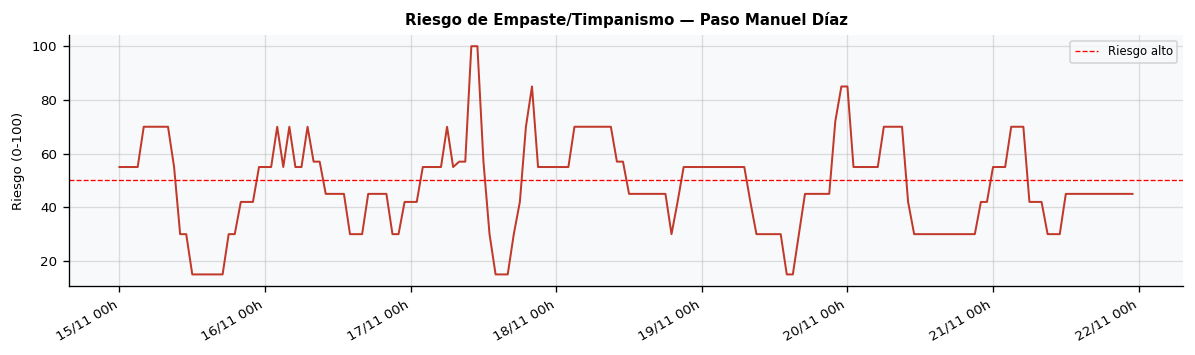 Riesgo de Empaste/Timpanismo — Paso Manuel Díaz
Riesgo alto
Riesgo (0-100)
100
80
60
40
20
15/11 00h
16/11 00h
17/11 00h
18/11 00h
19/11 00h
20/11 00h
21/11 00h
22/11 00h